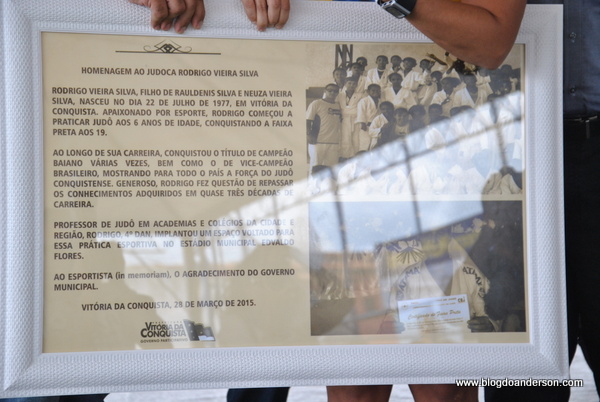 HOMENAGEM AO JUDOCA RODRIGO VIEIRA SILVA
RODRIGO VIEIRA SILVA, FILHO DE RAULDENIS SILVA E NEUZA VIEIRA
SILVA, NASCEU NO DIA 22 DE JULHO DE 1977, EM VITÓRIA DA
CONQUISTA. APAIXONADO POR ESPORTE, RODRIGO COMEÇOU A
PRATICAR JUDÔ AOS 6 ANOS DE IDADE, CONQUISTANDO A FAIXA
PRETA AOS 19.
AO LONGO DE SUA CARREIRA, CONQUISTOU O TÍTULO DE CAMPEÃO
BAIANO VÁRIAS VEZES, BEM COMO O DE VICE-CAMPEÃO
BRASILEIRO, MOSTRANDO PARA TODO O PAÍS A FORÇA DO JUDÔ
CONQUISTENSE. GENEROSO, RODRIGO FEZ QUESTÃO DE REPASSAR
OS CONHECIMENTOS ADQUIRIDOS EM QUASE TRÊS DÉCADAS DE
CARREIRA.
PROFESSOR DE JUDÔ EM ACADEMIAS E COLÉGIOS DA CIDADE E
REGIÃO, RODRIGO, 4º DAN, IMPLANTOU UM ESPAÇO VOLTADO PARA
ESSA PRÁTICA ESPORTIVA NO ESTÁDIO MUNICIPAL EDVALDO
FLORES.
AO ESPORTISTA (in memoriam), O AGRADECIMENTO DO GOVERNO
MUNICIPAL.
VITÓRIA DA CONQUISTA, 28 DE MARÇO DE 2015.
VITÓRIA DA
CONQUISTA
GOVERNO PARTICIPATIVO
www.blogdoanderson.com